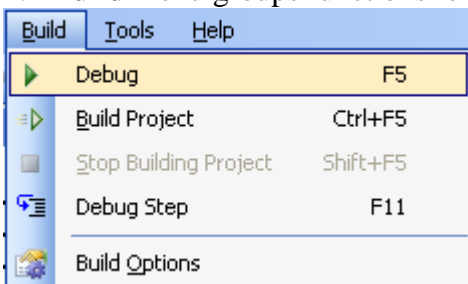 Build Tools Help
Debug F5
Build Project Ctrl+F5
Stop Building Project Shift+F5
Debug Step F11
Build Options